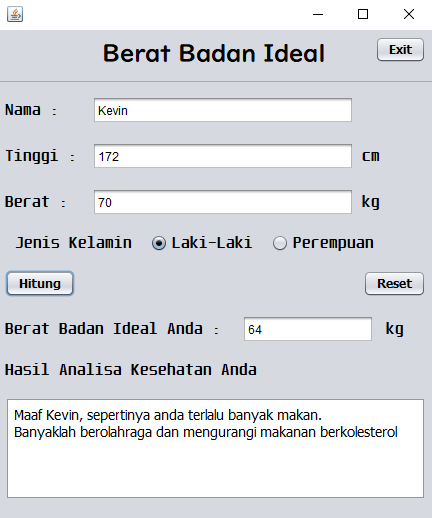 Berat Badan Ideal
Exit
Nama : Kevin
Tinggi : 172 cm
Berat : 70 kg
Jenis Kelamin Laki-Laki Perempuan
Hitung Reset
Berat Badan Ideal Anda : 64 kg
Hasil Analisa Kesehatan Anda
Maaf Kevin, sepertinya anda terlalu banyak makan.
Banyaklah berolahraga dan mengurangi makanan berkolesterol